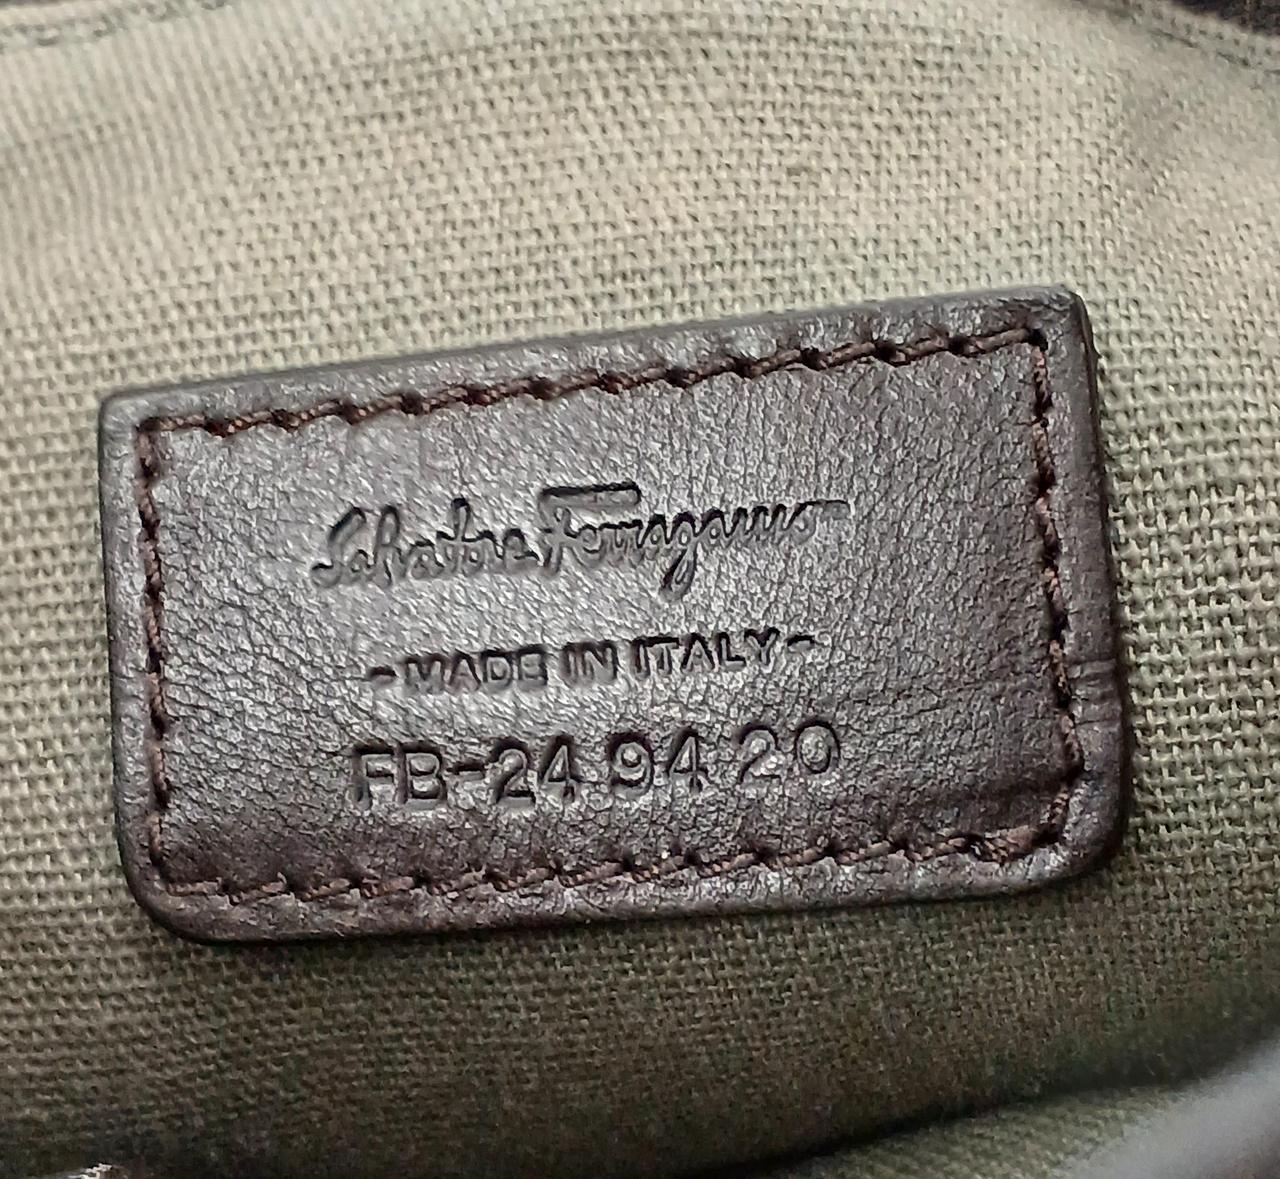 Salvatore Ferragamo
-MADE IN ITALY-
FB-24 94 20